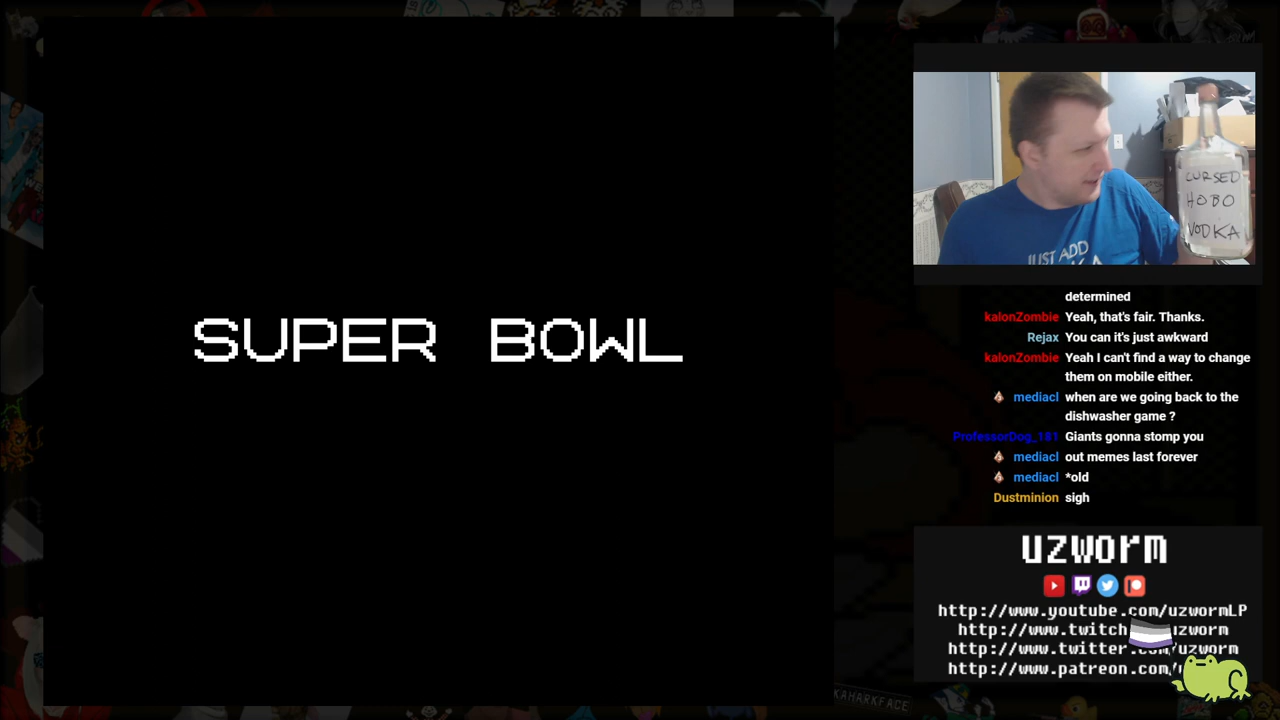 SUPER BOWL
CURSED
HOBO
VODKA
JUST ADD
determined
kalonZombie Yeah, that's fair. Thanks.
Rejax You can it's just awkward
kalonZombie Yeah I can't find a way to change
them on mobile either.
mediacl when are we going back to the
dishwasher game ?
ProfessorDog_181 Giants gonna stomp you
mediacl out memes last forever
mediacl *old
Dustminion sigh
uzworm
http://www.youtube.com/uzwormLP
http://www.twitch uzworm
http://www.twitter.com/uzworm
http://www.patreon.com/
KAHARKFACE